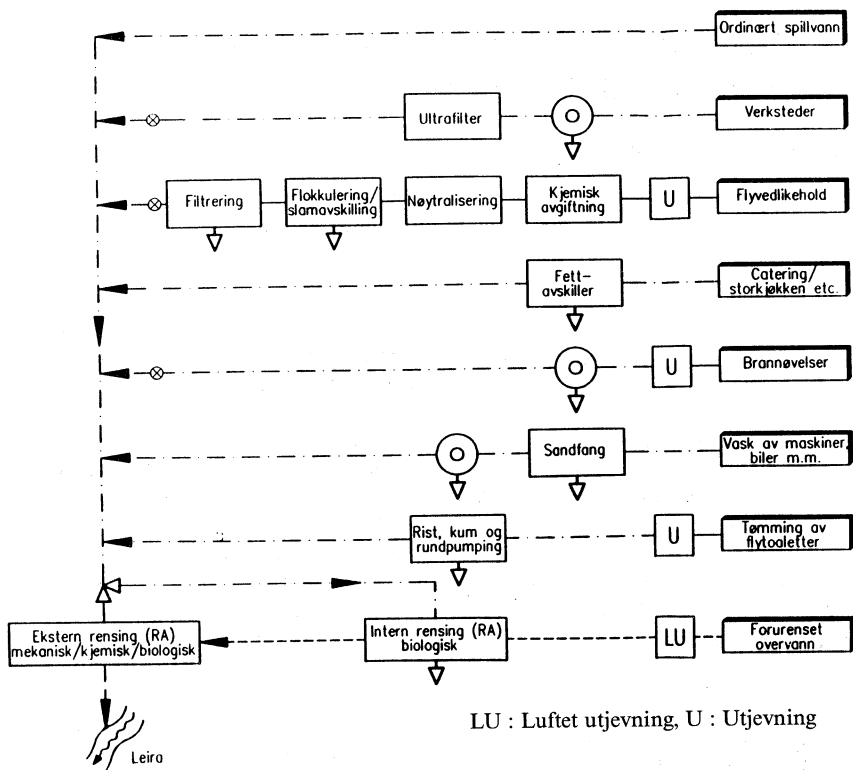 Ordinært spillvann
Ultrafilter
Verksteder
Filtrering
Flokkulering/
slamavskilling
Nøytralisering
Kjemisk
avgiftning
U
Flyvedlikehold
Fett-
avskiller
Catering/
storkjøkken etc.
U
Brannøvelser
Sandfang
Vask av maskiner,
biler m.m.
Rist, kum og
rundpumping
U
Tømming av
flytoaletter
Ekstern rensing (RA)
mekanisk/kjemisk/biologisk
Intern rensing (RA)
biologisk
LU
Forurenset
overvann
LU : Luftet utjevning, U : Utjevning
Leira